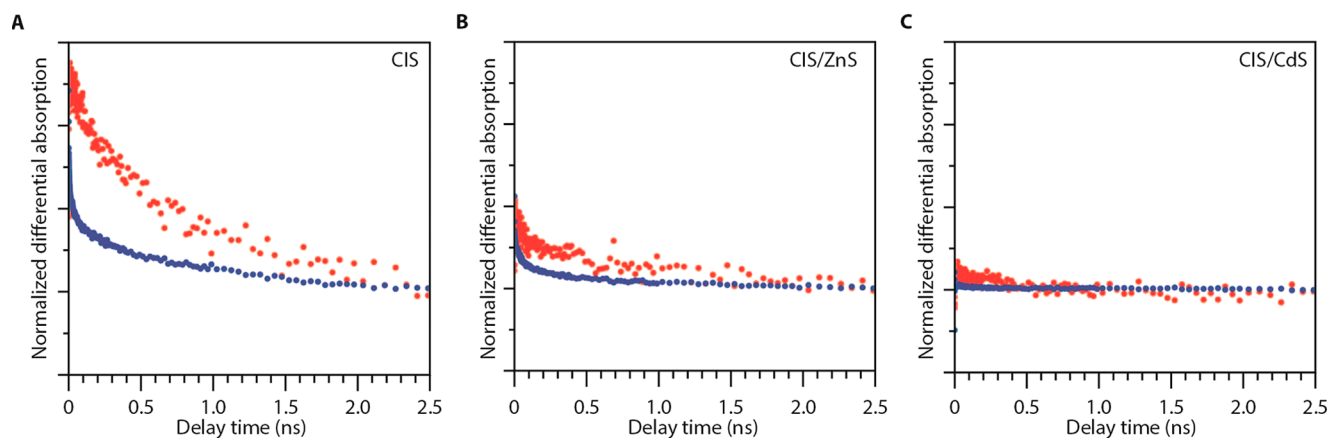 A
CIS
Normalized differential absorption
0 0.5 1.0 1.5 2.0 2.5
Delay time (ns)
B
CIS/ZnS
Normalized differential absorption
0 0.5 1.0 1.5 2.0 2.5
Delay time (ns)
C
CIS/CdS
Normalized differential absorption
0 0.5 1.0 1.5 2.0 2.5
Delay time (ns)